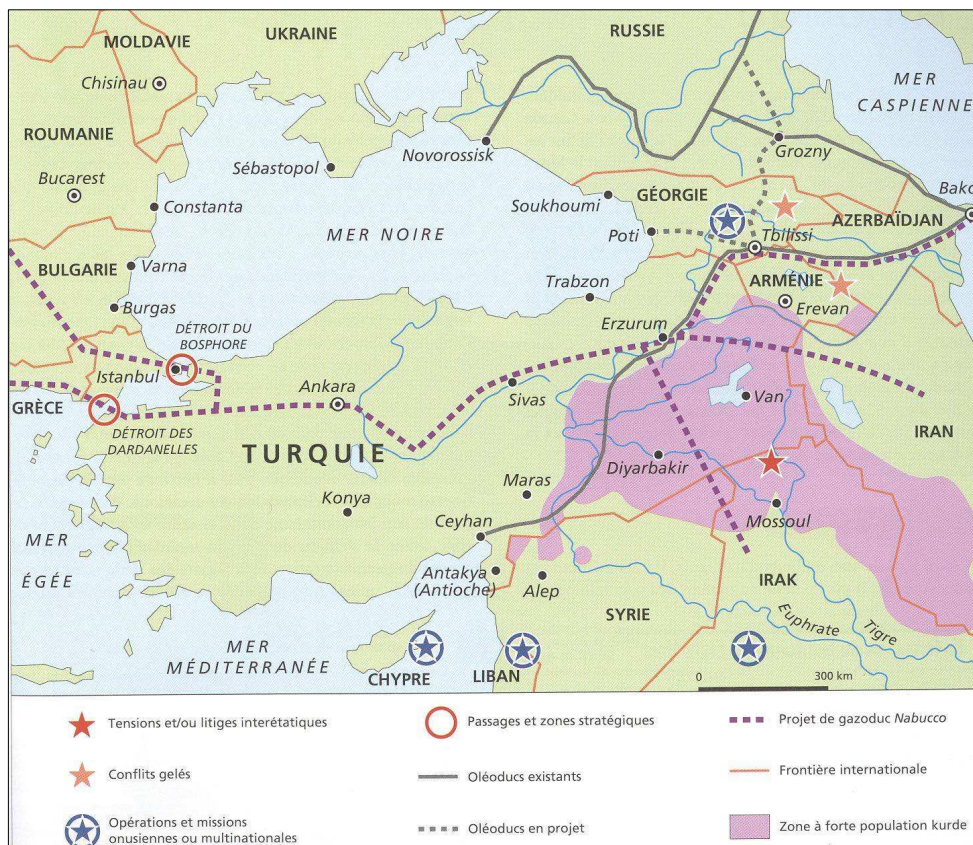 MOLDAVIE
UKRAINE
RUSSIE
Chisinau
MER
CASPIENNE
ROUMANIE
Bucarest
Sébastopol
Novorossisk
Grozny
Constanta
Soukhoumi
GÉORGIE
Bakou
AZERBAÏDJAN
MER NOIRE
Poti
Tbilissi
BULGARIE
Varna
Trabzon
ARMÉNIE
Burgas
Erevan
DÉTROIT DU
BOSPHORE
Erzurum
Istanbul
Ankara
Sivas
Van
GRÈCE
DÉTROIT DES
DARDANELLES
IRAN
TURQUIE
Diyarbakir
Maras
Konya
Mossoul
Ceyhan
MER
ÉGÉE
Antakya
(Antioche)
Alep
IRAK
SYRIE
Euphrate
Tigre
MER
MÉDITERRANÉE
CHYPRE
LIBAN
0 300 km
Tensions et/ou litiges interétatiques
Passages et zones stratégiques
Projet de gazoduc Nabucco
Conflits gelés
Oléoducs existants
Frontière internationale
Opérations et missions
onusiennes ou multinationales
Oléoducs en projet
Zone à forte population kurde